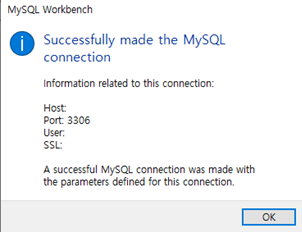 MySQL Workbench
Successfully made the MySQL
connection
Information related to this connection:
Host:
Port: 3306
User:
SSL:
A successful MySQL connection was made with
the parameters defined for this connection.
OK